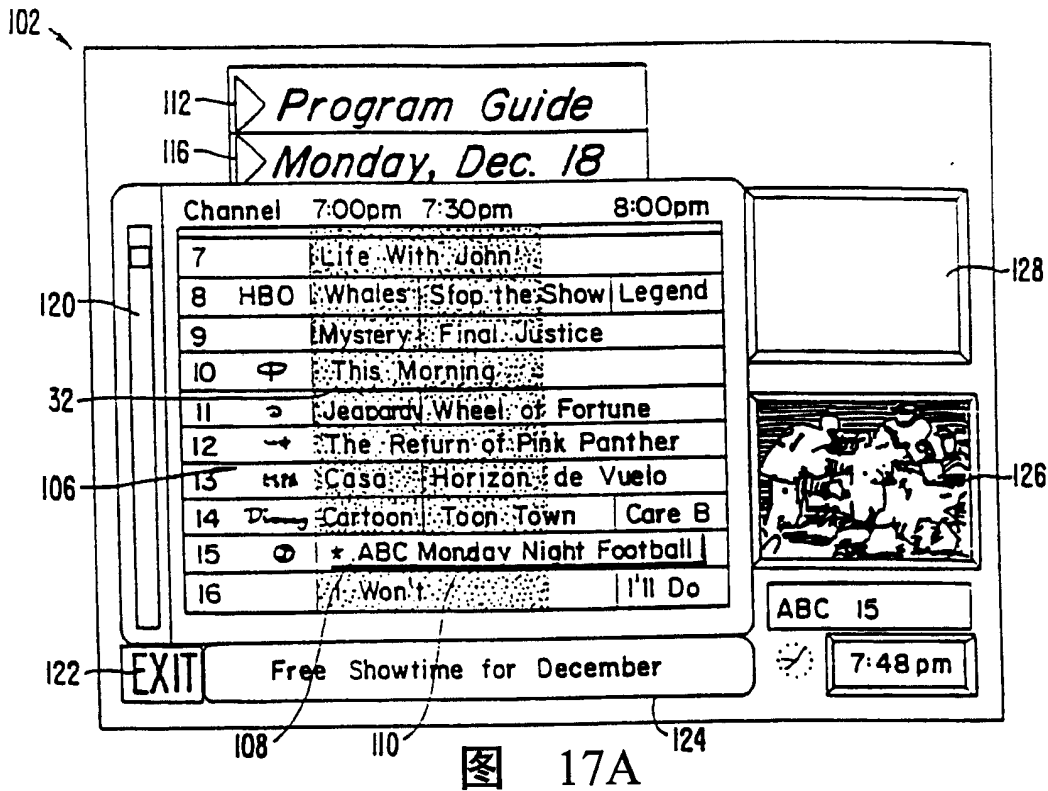 102
112
Program Guide
116
Monday, Dec. 18
Channel 7:00pm 7:30pm 8:00pm
7 Life With John
128
8 HBO Whales Stop the Show Legend
120
9 Mystery Final Justice
10 This Morning
32
11 Jeapardy Wheel of Fortune
12 The Return of Pink Panther
106
13 Casa Horizon de Vuelo
126
14 Disney Cartoon Toon Town Care B
15 * ABC Monday Night Football
16 I Won't I'll Do
ABC 15
122
EXIT
Free Showtime for December
7:48pm
108
110
124
图 17A